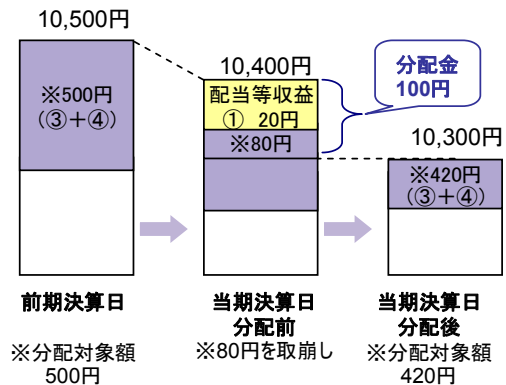 10,500円
※500円
(③＋④)
前期決算日
※分配対象額
500円
10,400円
配当等収益
① 20円
※80円
当期決算日
分配前
※80円を取崩し
分配金
100円
10,300円
※420円
(③＋④)
当期決算日
分配後
※分配対象額
420円